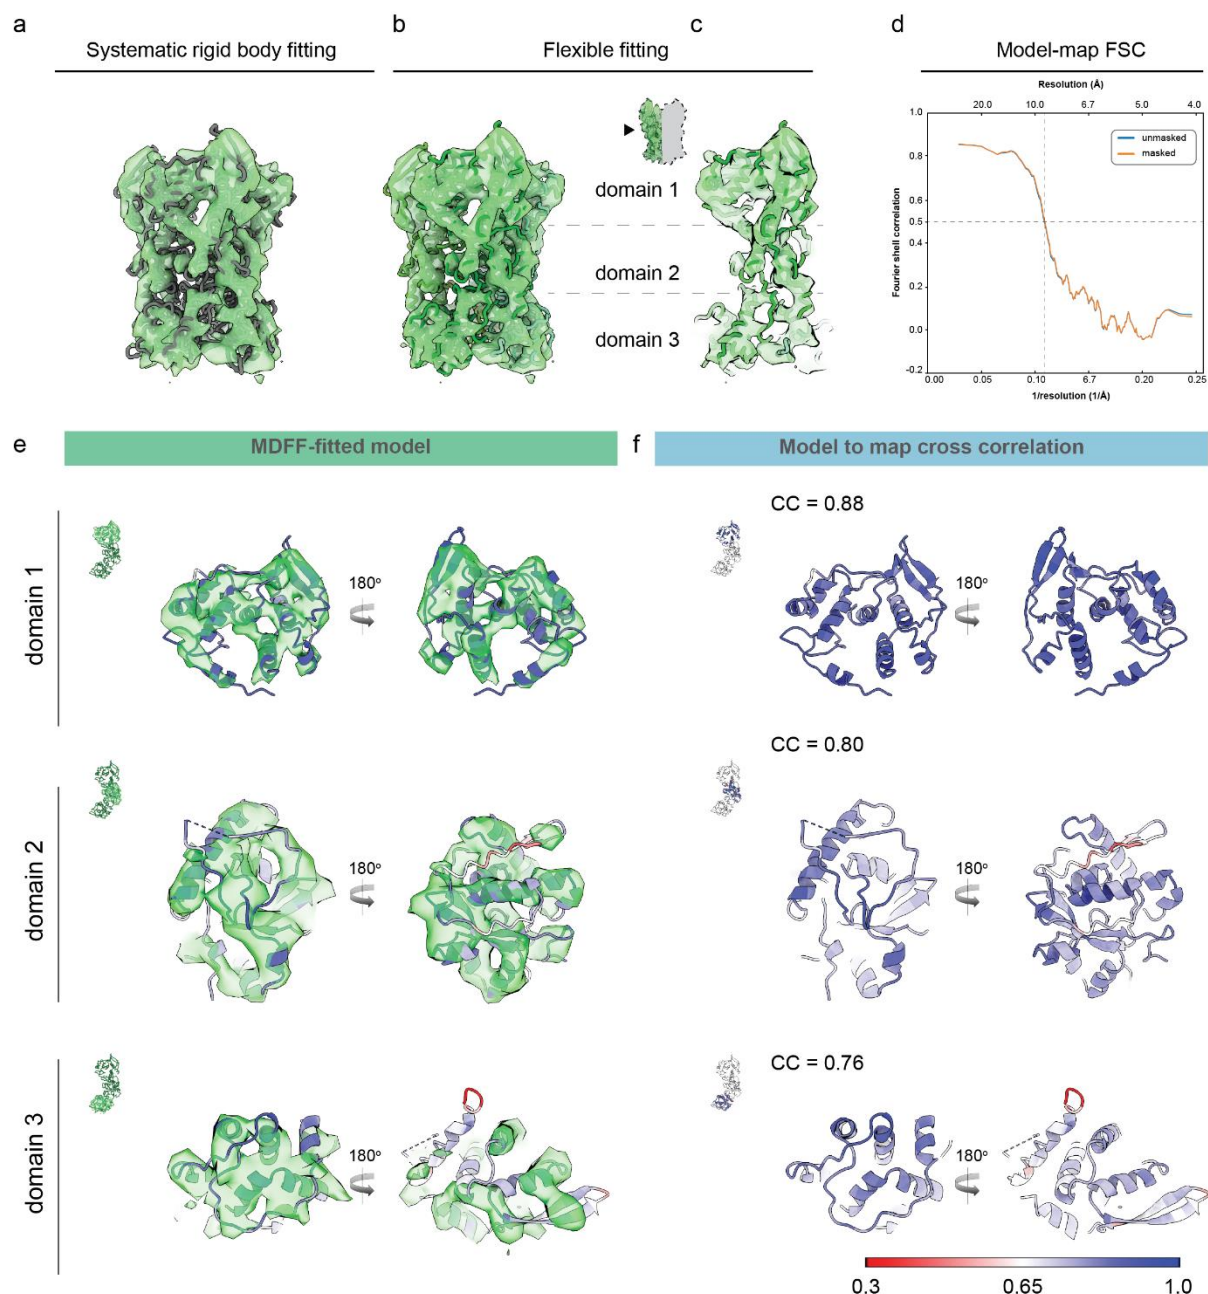 a
Systematic rigid body fitting
b
Flexible fitting
c
domain 1
domain 2
domain 3
d
Model-map FSC
Resolution (Å)
20.0 10.0 6.7 5.0 4.0
1.0
0.8
0.6
0.5
0.4
0.2
0.0
-0.2
Fourier shell correlation
unmasked
masked
0.00 0.05 0.10 6.7 0.20 0.25
1/resolution (1/Å)
e
MDFF-fitted model
f
Model to map cross correlation
domain 1
180°
CC = 0.88
180°
domain 2
180°
CC = 0.80
180°
domain 3
180°
CC = 0.76
180°
0.3 0.65 1.0